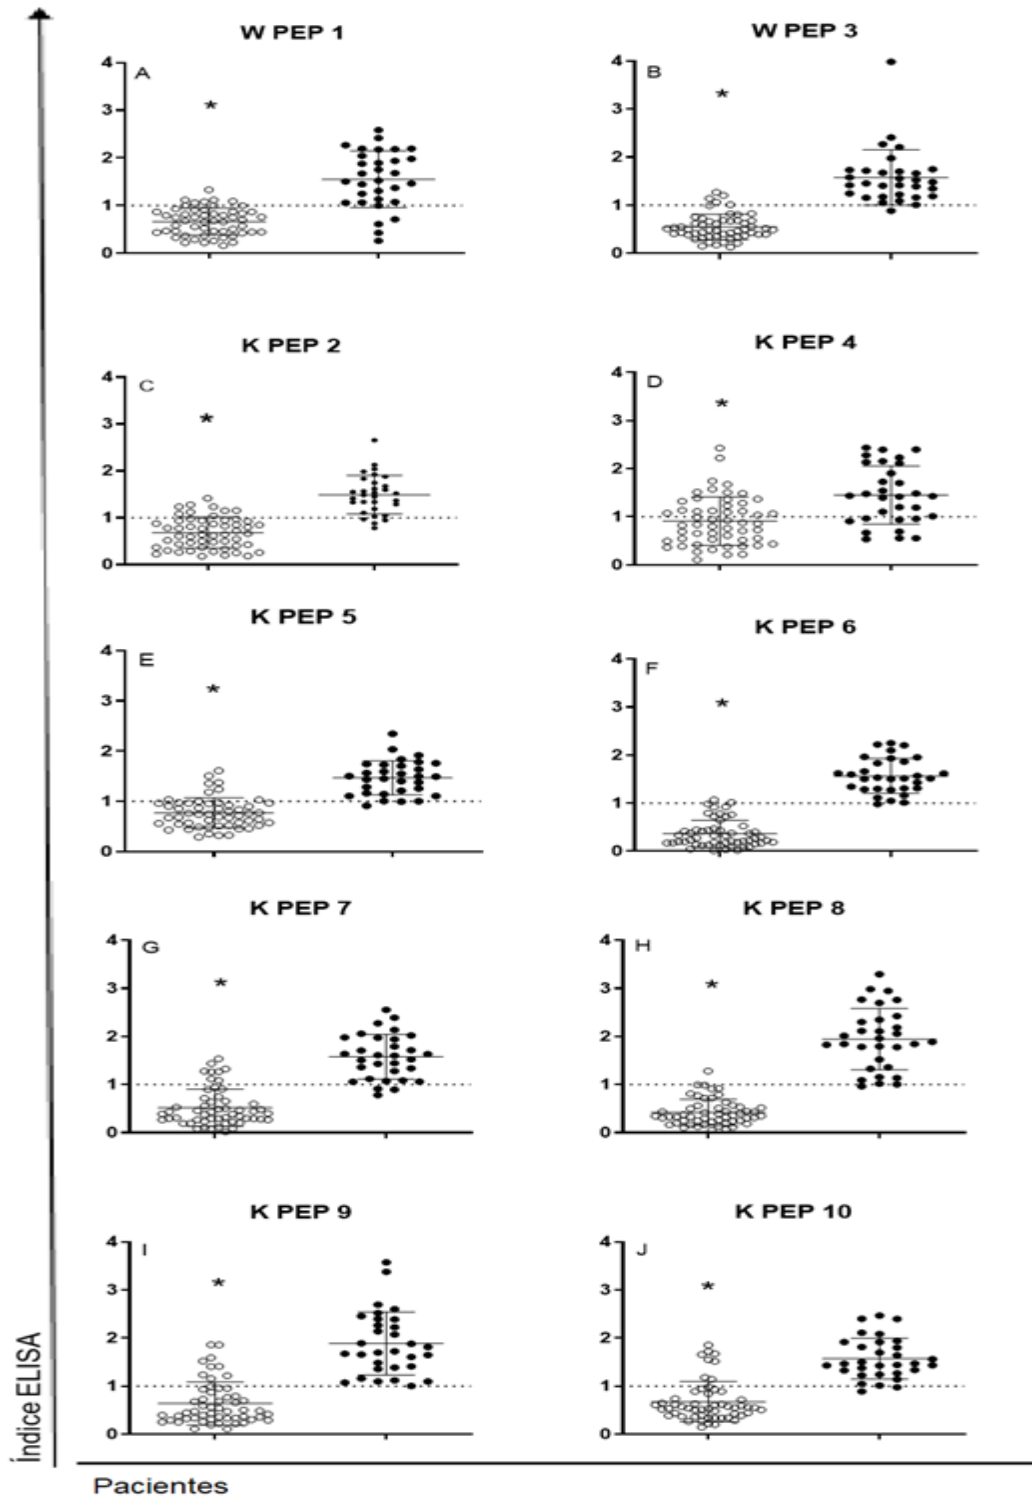 W PEP 1
W PEP 3
4
3
2
1
0
A
*
4
3
2
1
0
B
*
K PEP 2
K PEP 4
4
3
2
1
0
C
*
4
3
2
1
0
D
*
K PEP 5
K PEP 6
4
3
2
1
0
E
*
4
3
2
1
0
F
*
K PEP 7
K PEP 8
4
3
2
1
0
G
*
4
3
2
1
0
H
*
K PEP 9
K PEP 10
4
3
2
1
0
I
*
4
3
2
1
0
J
*
Índice ELISA
Pacientes